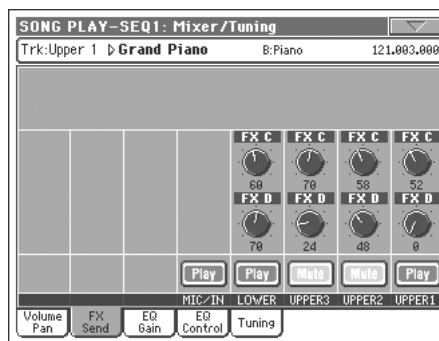 SONG PLAY-SEQ1: Mixer/Tuning
Trk:Upper 1 Grand Piano B:Piano 121.003.000
FX C FX C FX C FX C
60 70 58 52
FX D FX D FX D FX D
70 24 48 0
Play Play Mute Mute Play
MIC/IN LOWER UPPER3 UPPER2 UPPER1
Volume Pan FX Send EQ Gain EQ Control Tuning